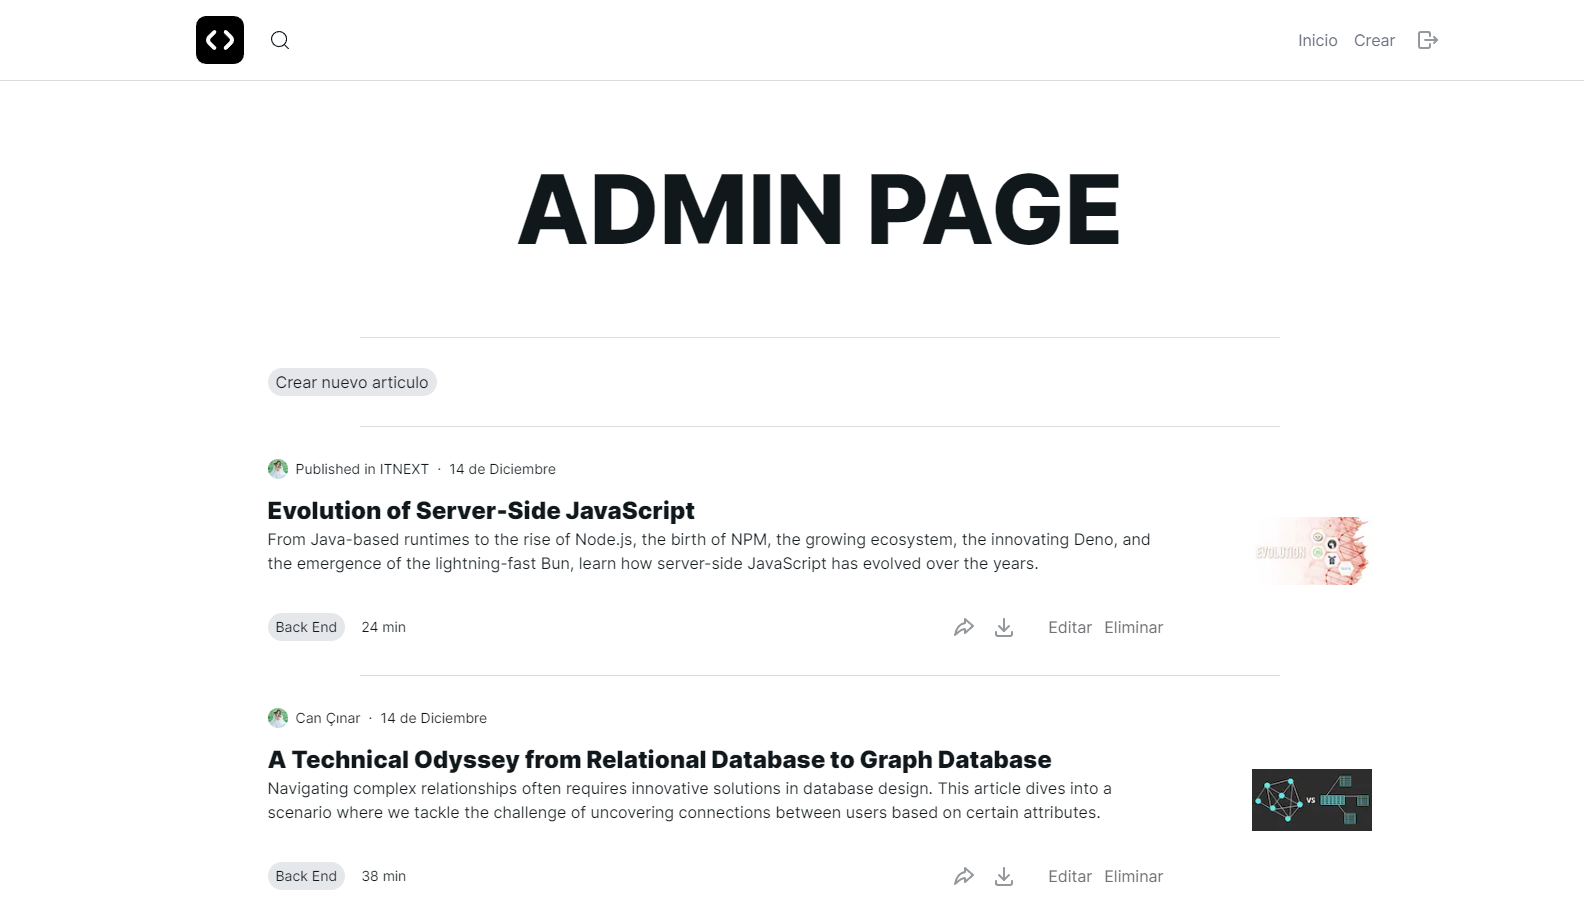 Inicio Crear
ADMIN PAGE
Crear nuevo articulo
Published in ITNEXT · 14 de Diciembre
Evolution of Server-Side JavaScript
From Java-based runtimes to the rise of Node.js, the birth of NPM, the growing ecosystem, the innovating Deno, and
the emergence of the lightning-fast Bun, learn how server-side JavaScript has evolved over the years.
EVOLUTION
Back End 24 min Editar Eliminar
Can Çınar · 14 de Diciembre
A Technical Odyssey from Relational Database to Graph Database
Navigating complex relationships often requires innovative solutions in database design. This article dives into a
scenario where we tackle the challenge of uncovering connections between users based on certain attributes.
VS
Back End 38 min Editar Eliminar